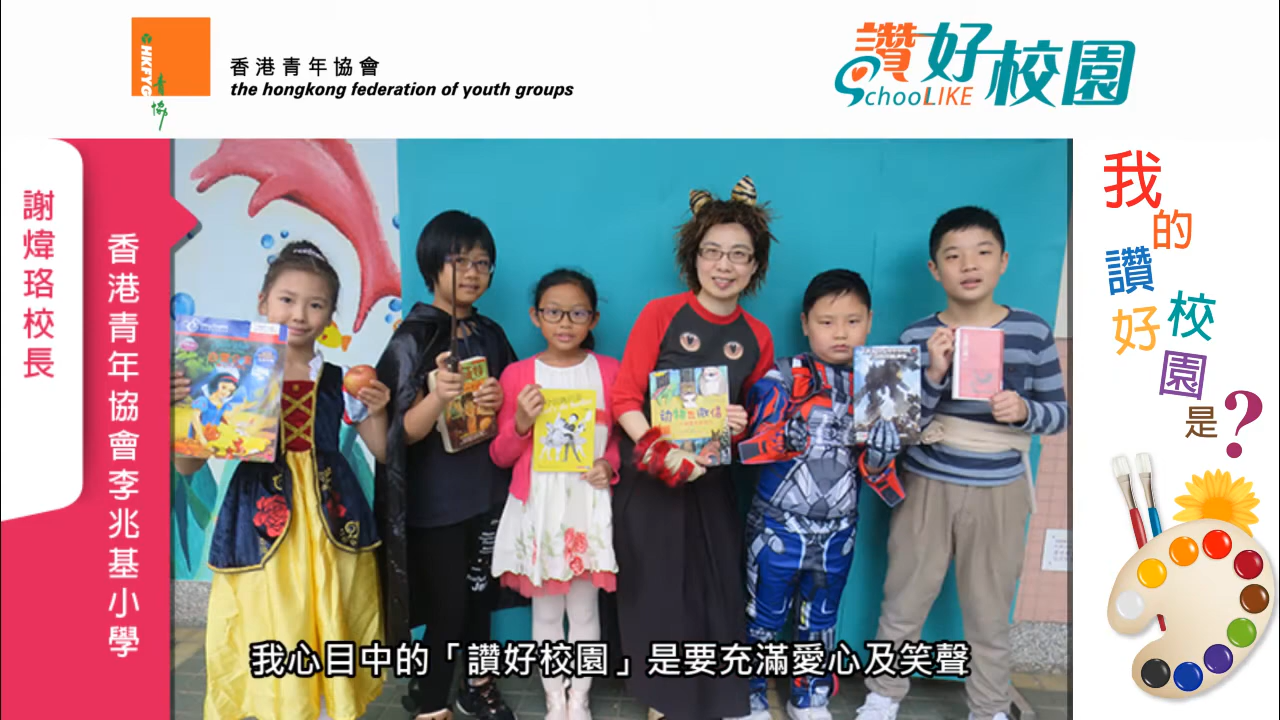 HKFYG
青協
香港青年協會
the hongkong federation of youth groups
讚好校園
SchooLIKE
謝煒珞校長
香港青年協會李兆基小學
我的讚好校園是?
我心目中的「讚好校園」是要充滿愛心及笑聲